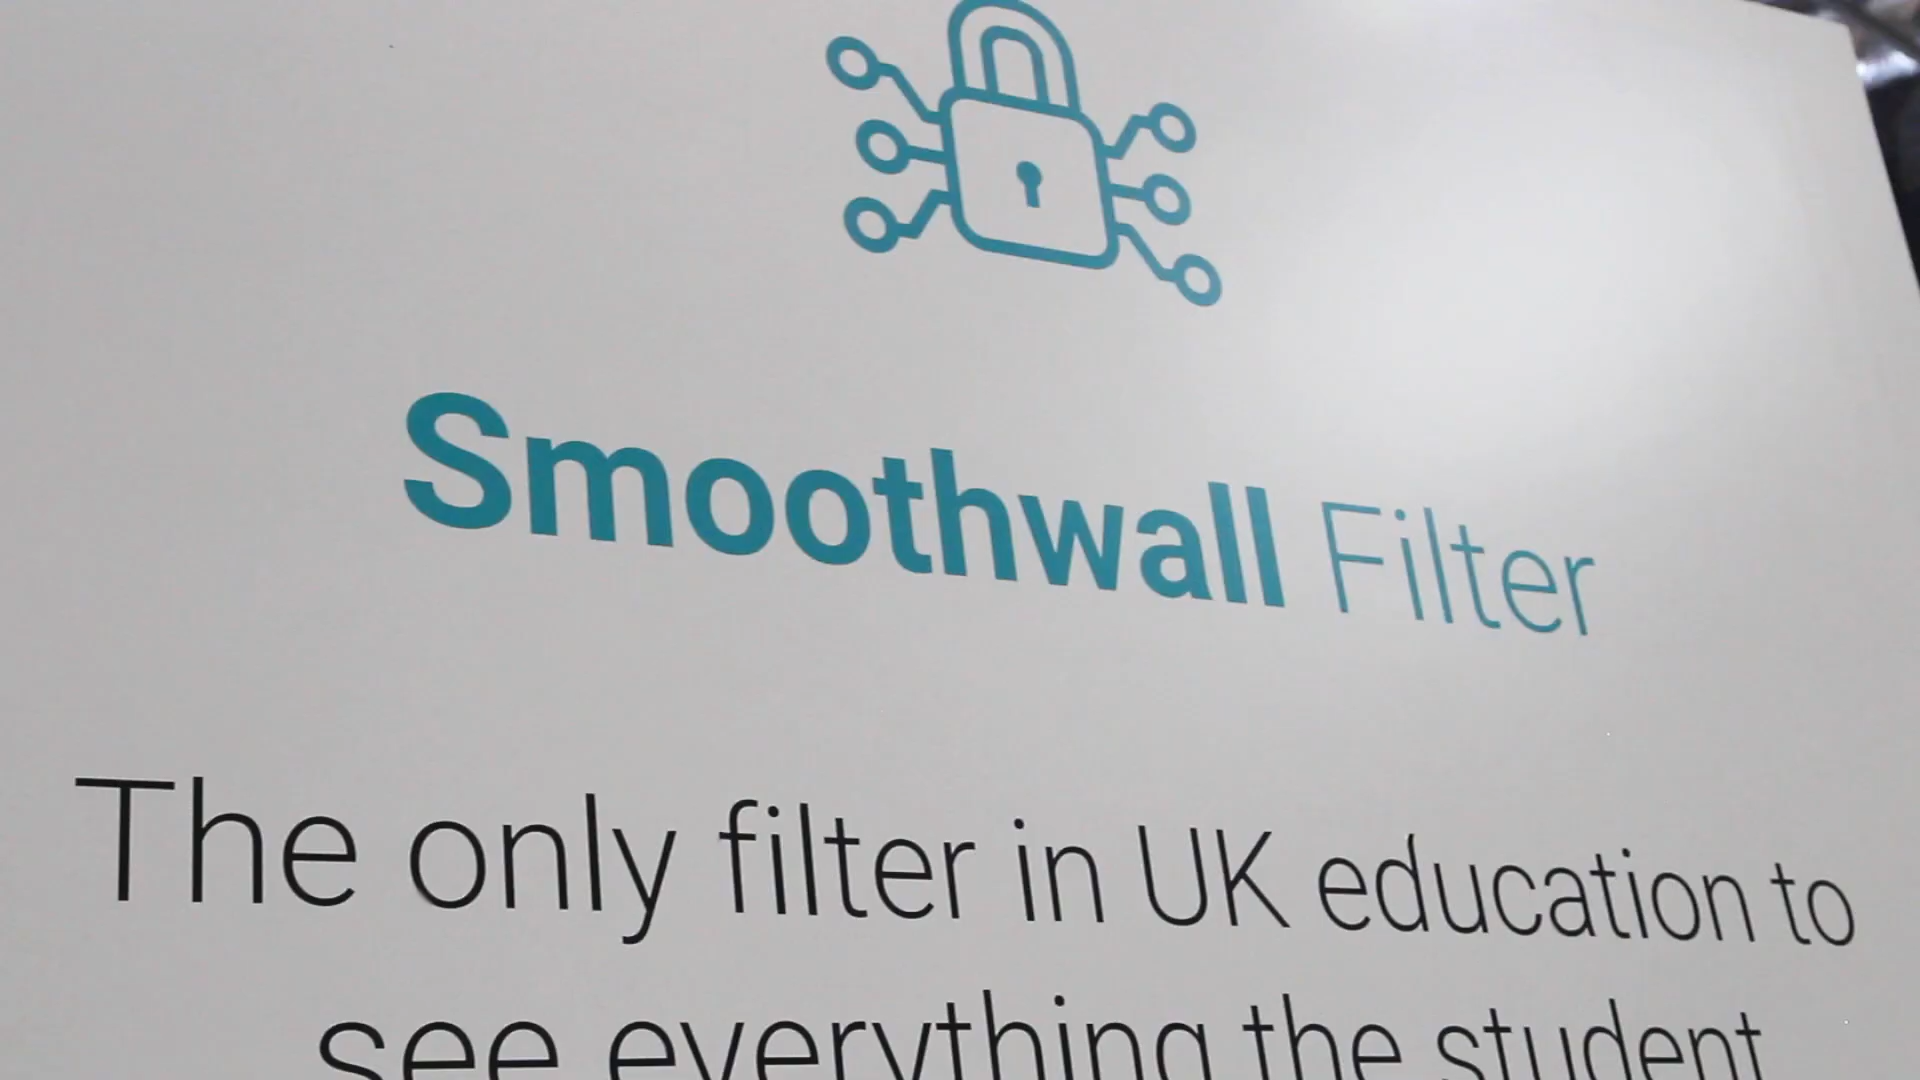 Smoothwall Filter
The only filter in UK education to
see everything the student